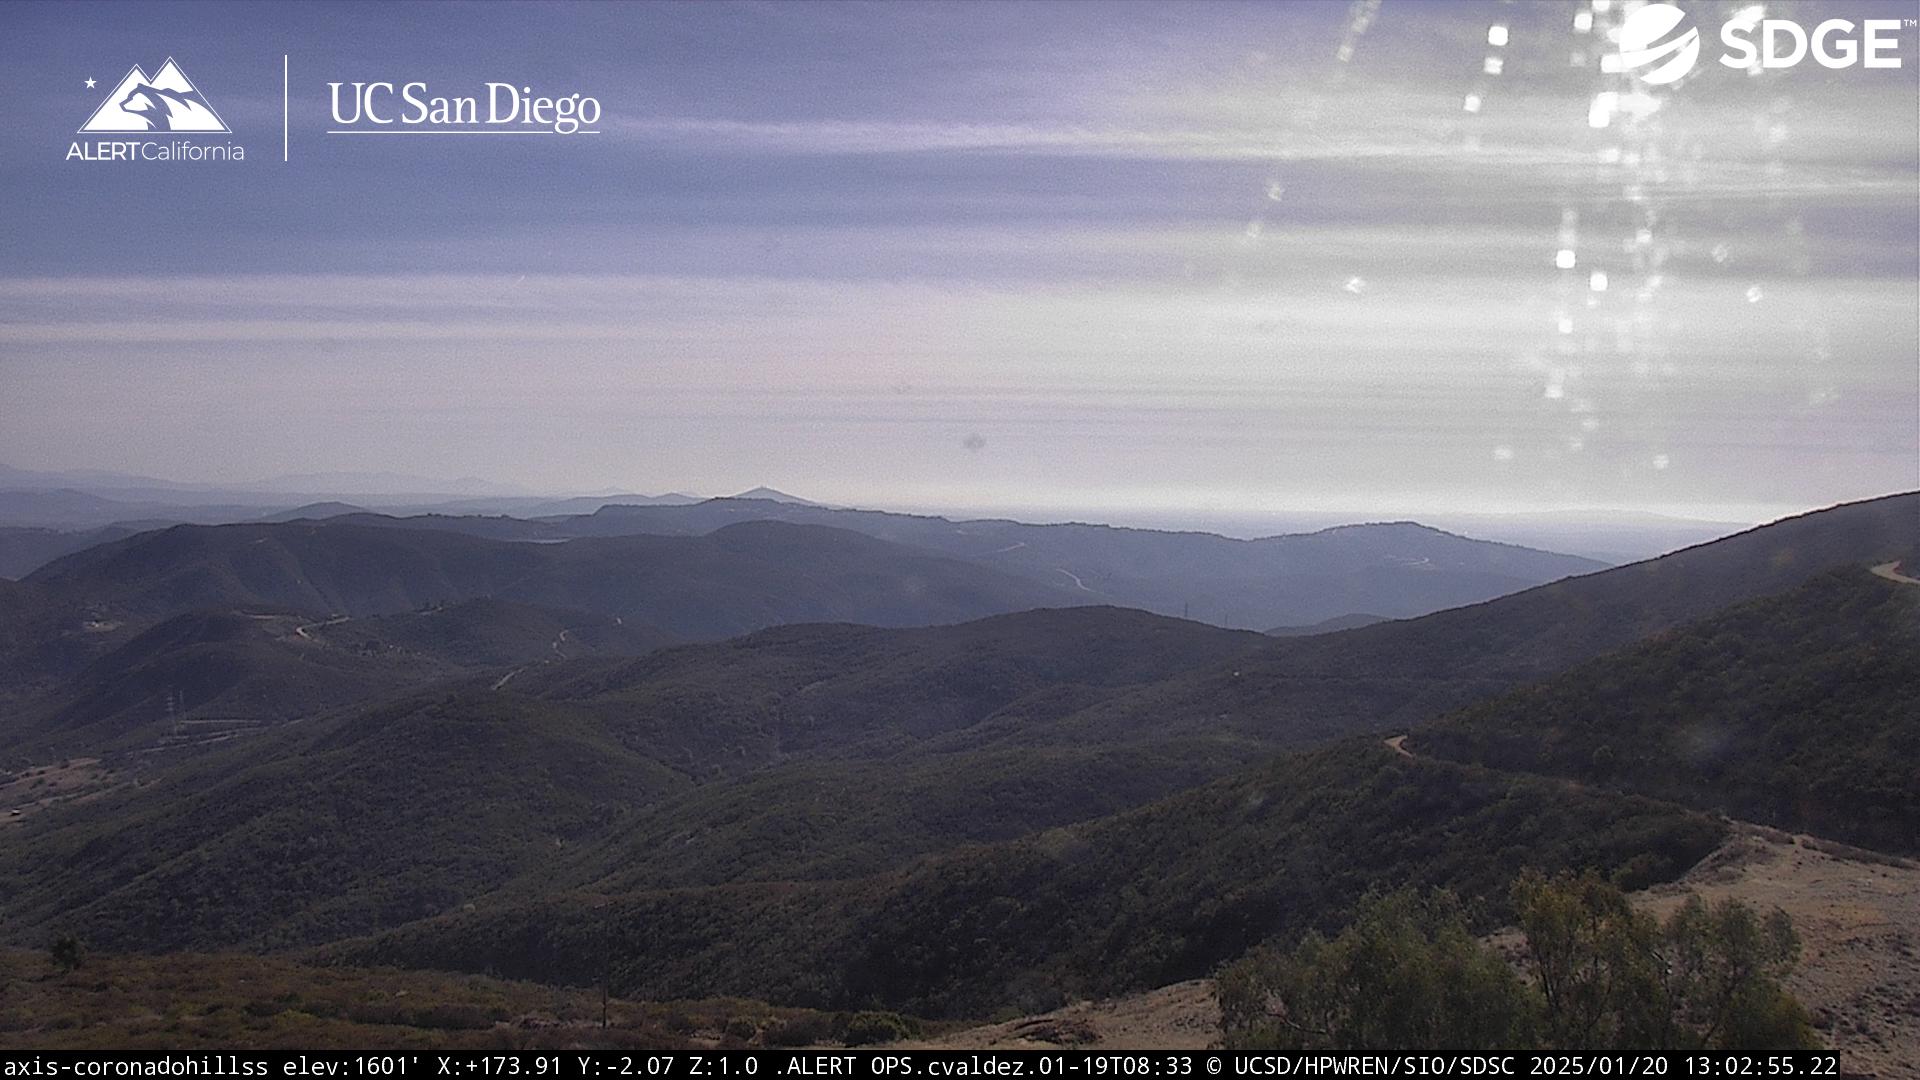 SDGE™
UC San Diego
ALERTCalifornia
axis-coronadohillss elev:1601' X:+173.91 Y:-2.07 Z:1.0 .ALERT OPS.cvaldez.01-19T08:33 © UCSD/HPWREN/SIO/SDSC 2025/01/20 13:02:55.22